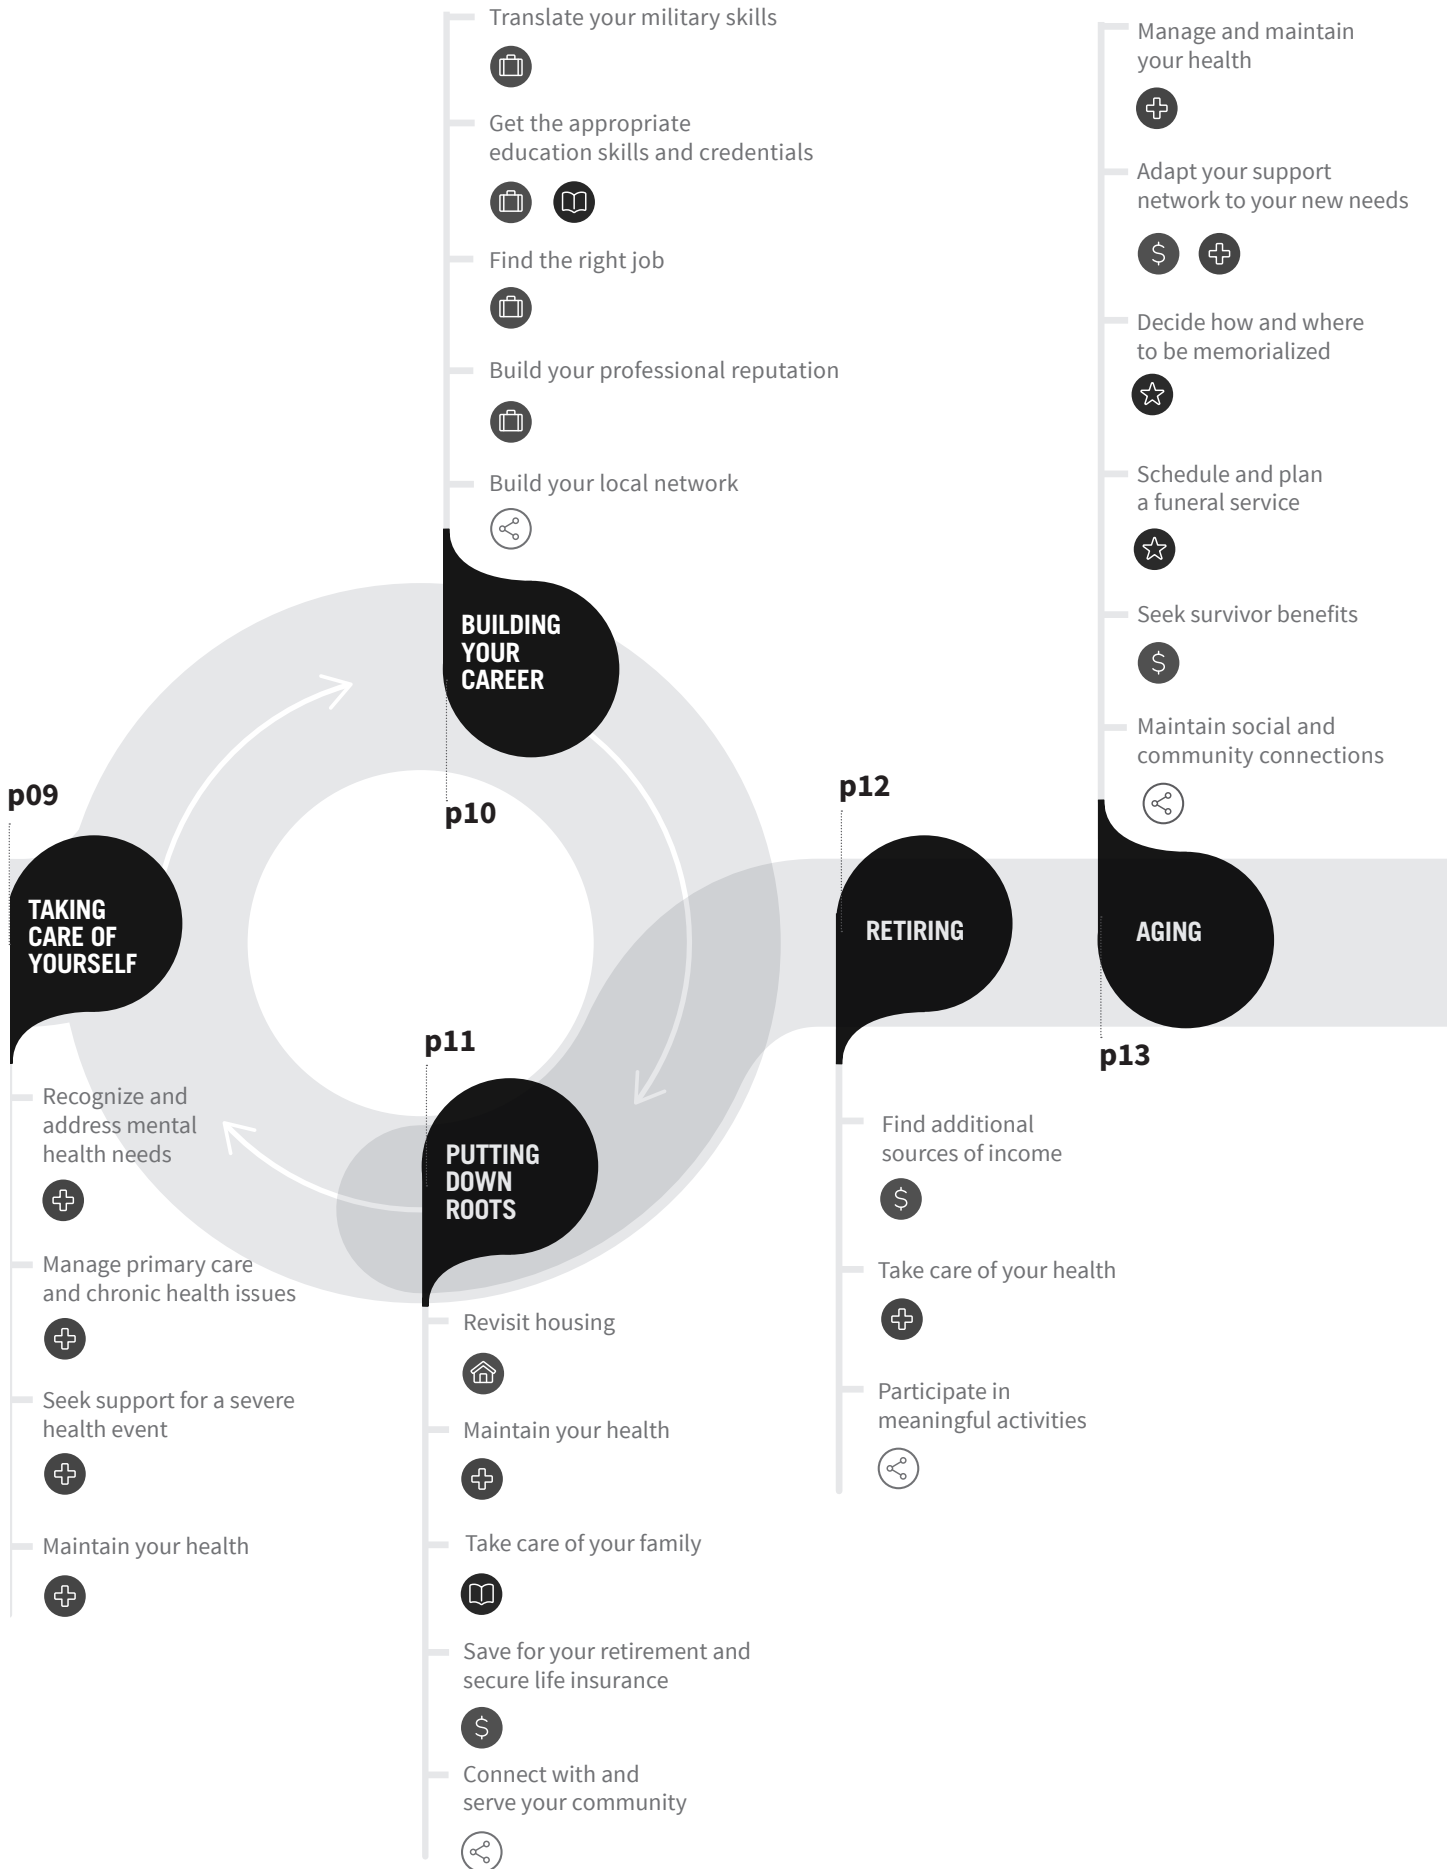 Translate your military skills
Get the appropriate
education skills and credentials
Find the right job
Build your professional reputation
Build your local network
BUILDING
YOUR
CAREER
p10
Manage and maintain
your health
Adapt your support
network to your new needs
$
Decide how and where
to be memorialized
Schedule and plan
a funeral service
Seek survivor benefits
$
Maintain social and
community connections
p09
TAKING
CARE OF
YOURSELF
Recognize and
address mental
health needs
Manage primary care
and chronic health issues
Seek support for a severe
health event
Maintain your health
p11
PUTTING
DOWN
ROOTS
Revisit housing
Maintain your health
Take care of your family
Save for your retirement and
secure life insurance
$
Connect with and
serve your community
p12
RETIRING
Find additional
sources of income
$
Take care of your health
Participate in
meaningful activities
AGING
p13